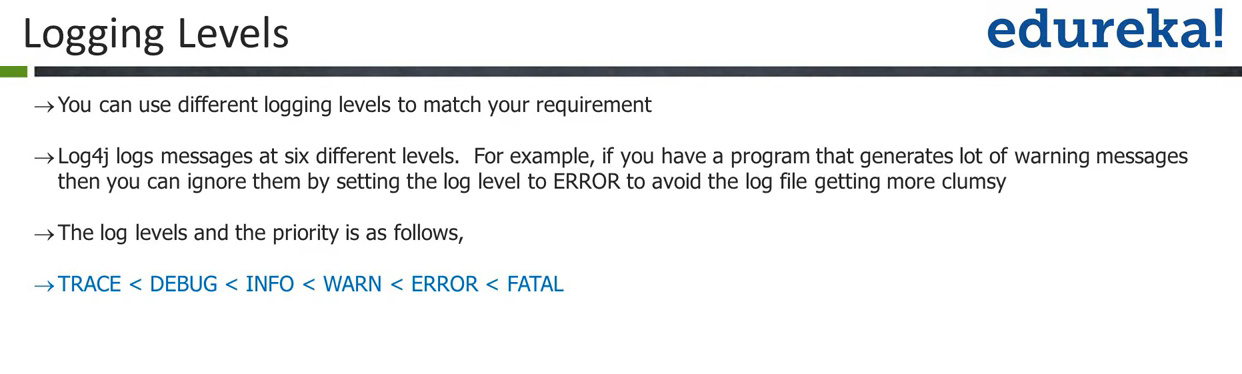 Logging Levels
edureka!
→ You can use different logging levels to match your requirement
→ Log4j logs messages at six different levels.  For example, if you have a program that generates lot of warning messages
then you can ignore them by setting the log level to ERROR to avoid the log file getting more clumsy
→ The log levels and the priority is as follows,
→ TRACE < DEBUG < INFO < WARN < ERROR < FATAL